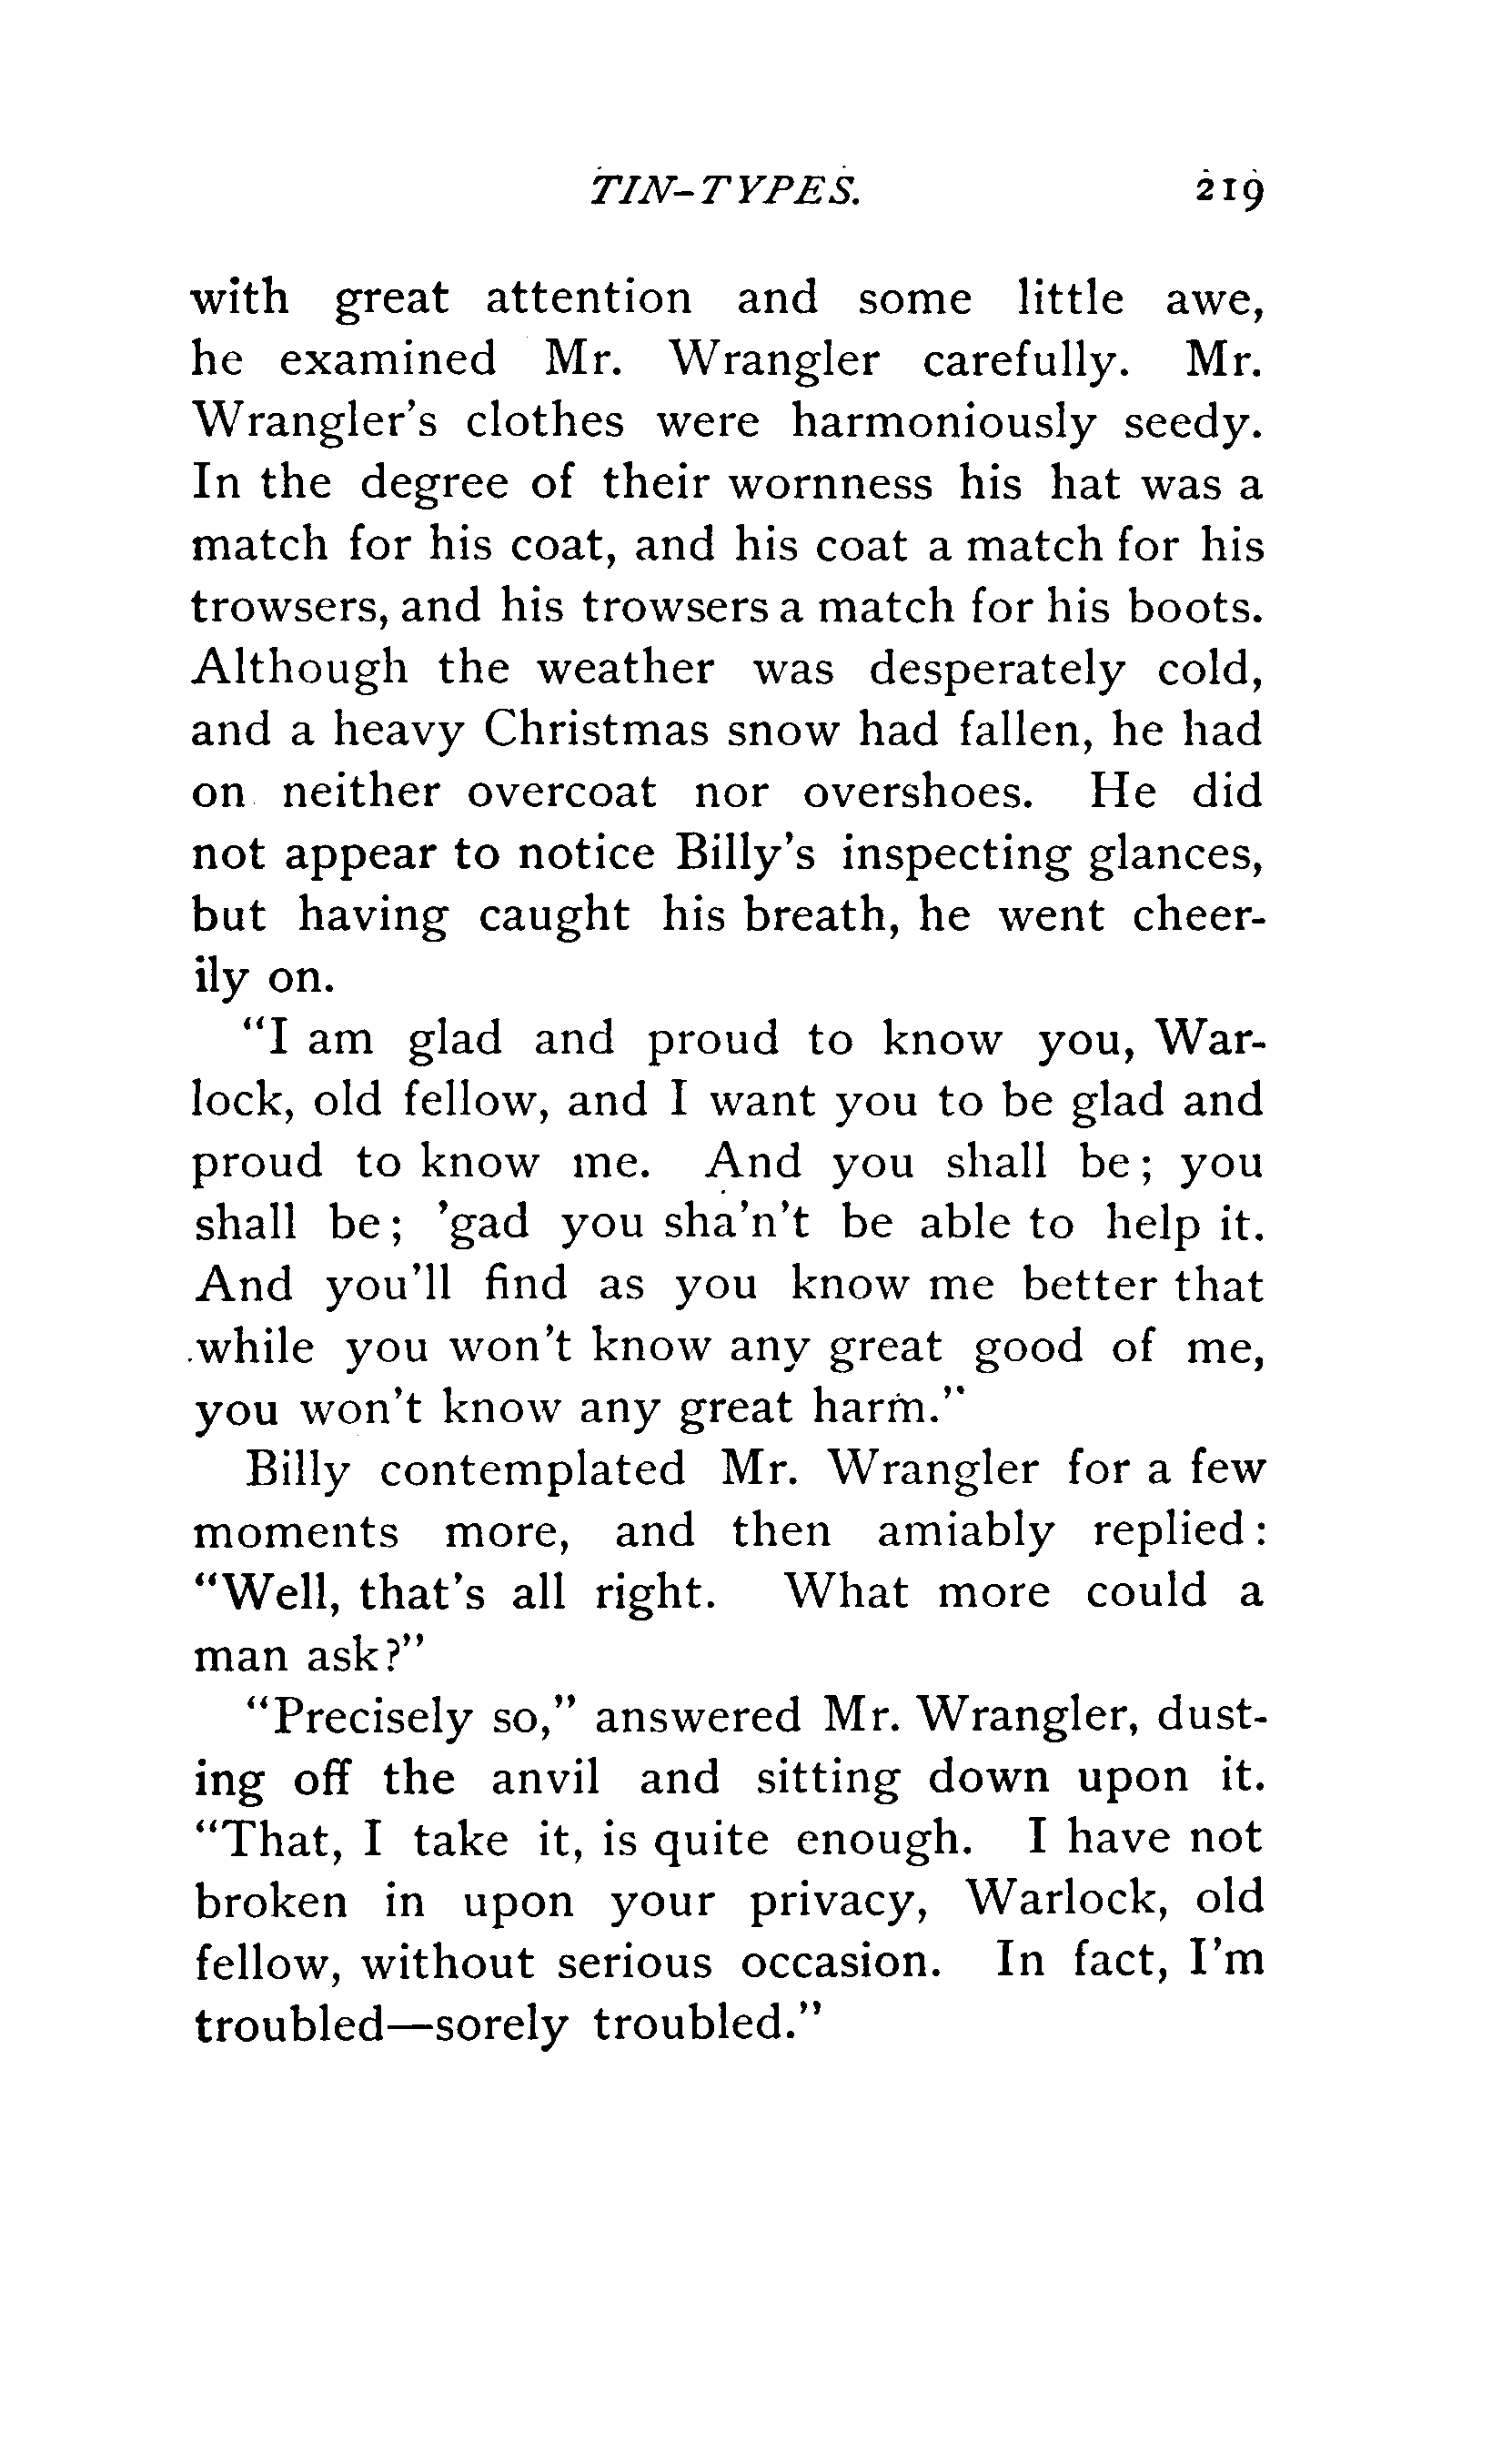 TIN-TYPES. 219
with great attention and some little awe,
he examined Mr. Wrangler carefully. Mr.
Wrangler's clothes were harmoniously seedy.
In the degree of their wornness his hat was a
match for his coat, and his coat a match for his
trowsers, and his trowsers a match for his boots.
Although the weather was desperately cold,
and a heavy Christmas snow had fallen, he had
on neither overcoat nor overshoes. He did
not appear to notice Billy's inspecting glances,
but having caught his breath, he went cheer-
ily on.
"I am glad and proud to know you, War-
lock, old fellow, and I want you to be glad and
proud to know me. And you shall be; you
shall be; 'gad you sha'n't be able to help it.
And you'll find as you know me better that
while you won't know any great good of me,
you won't know any great harm."
Billy contemplated Mr. Wrangler for a few
moments more, and then amiably replied:
"Well, that's all right. What more could a
man ask?"
"Precisely so," answered Mr. Wrangler, dust-
ing off the anvil and sitting down upon it.
"That, I take it, is quite enough. I have not
broken in upon your privacy, Warlock, old
fellow, without serious occasion. In fact, I'm
troubled—sorely troubled."